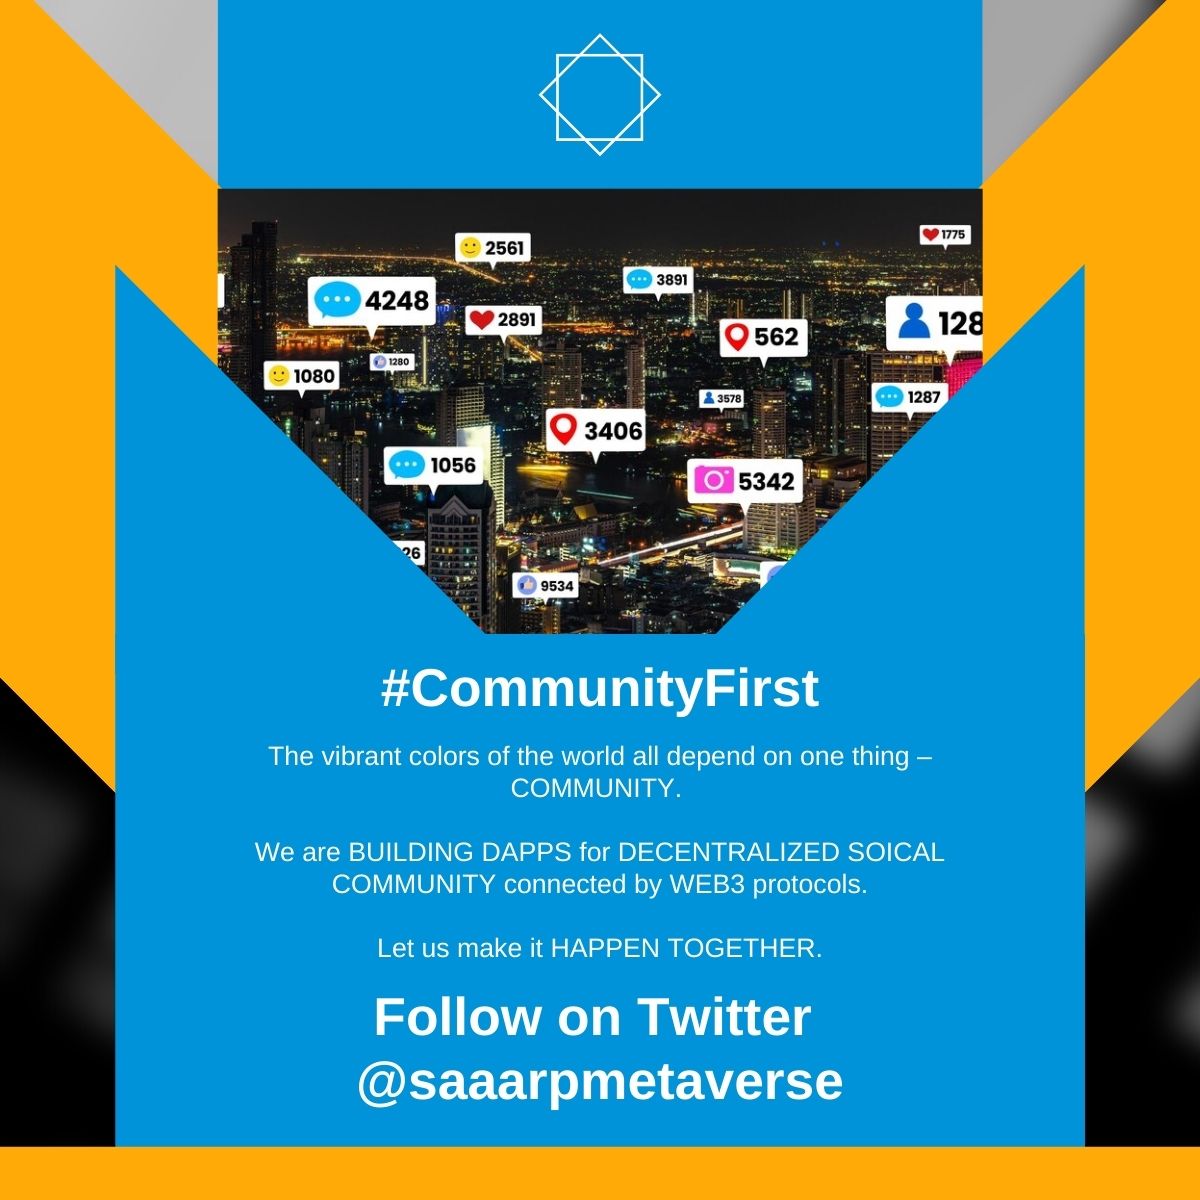 2561
1775
3891
4248
2891
562
128
1280
1080
3578
1287
3406
1056
5342
26
9534
#CommunityFirst
The vibrant colors of the world all depend on one thing –
COMMUNITY.
We are BUILDING DAPPS for DECENTRALIZED SOICAL
COMMUNITY connected by WEB3 protocols.
Let us make it HAPPEN TOGETHER.
Follow on Twitter
@saaarpmetaverse